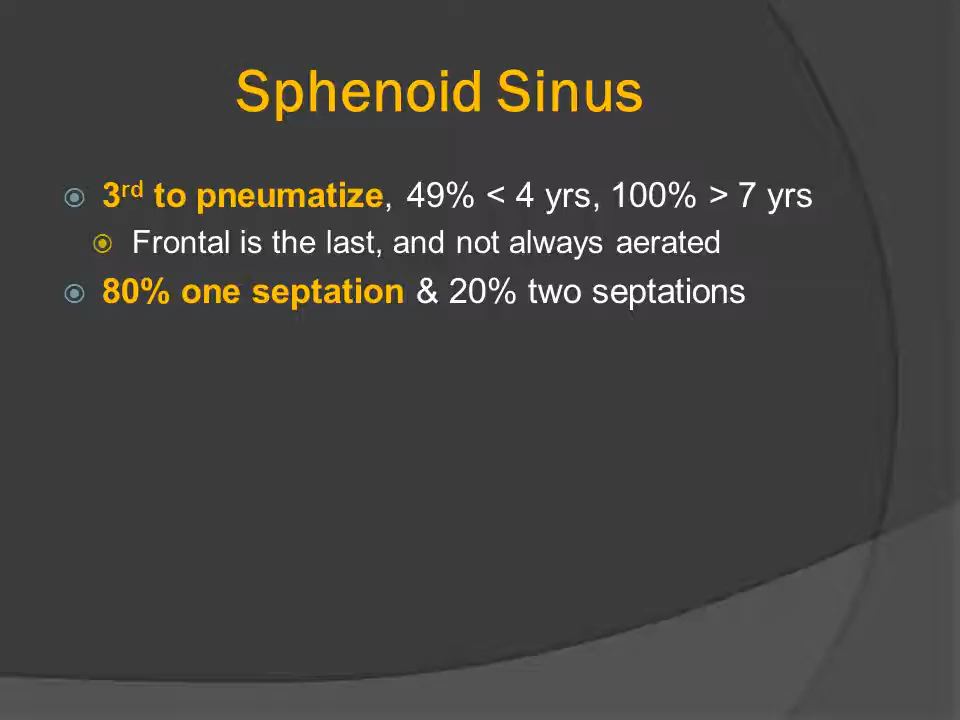 Sphenoid Sinus
3rd to pneumatize, 49% < 4 yrs, 100% > 7 yrs
Frontal is the last, and not always aerated
80% one septation & 20% two septations